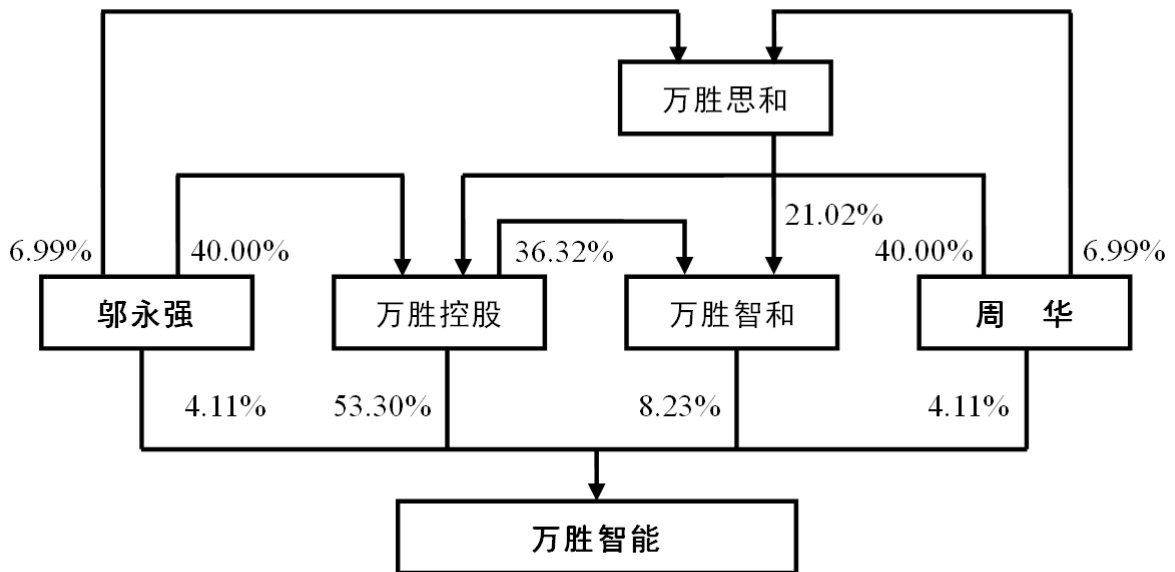 万胜思和
21.02%
6.99%
40.00%
36.32%
40.00%
6.99%
邬永强
万胜控股
万胜智和
周 华
4.11%
53.30%
8.23%
4.11%
万胜智能